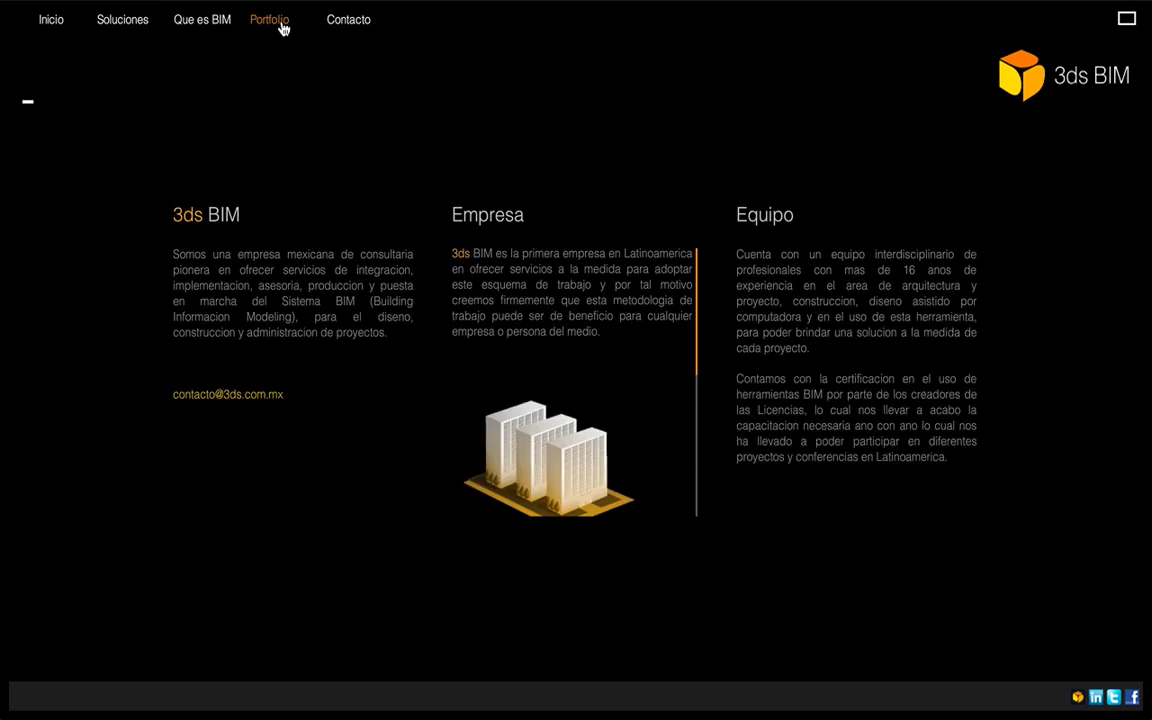 Inicio Soluciones Que es BIM Portfolio Contacto
3ds BIM
3ds BIM
Somos una empresa mexicana de consultaria
pionera en ofrecer servicios de integracion,
implementacion, asesoria, produccion y puesta
en marcha del Sistema BIM (Building
Informacion Modeling), para el diseno,
construccion y administracion de proyectos.
contacto@3ds.com.mx
Empresa
3ds BIM es la primera empresa en Latinoamerica
en ofrecer servicios a la medida para adoptar
este esquema de trabajo y por tal motivo
creemos firmemente que esta metodologia de
trabajo puede ser de beneficio para cualquier
empresa o persona del medio.
Equipo
Cuenta con un equipo interdisciplinario de
profesionales con mas de 16 anos de
experiencia en el area de arquitectura y
proyecto, construccion, diseno asistido por
computadora y en el uso de esta herramienta,
para poder brindar una solucion a la medida de
cada proyecto.
Contamos con la certificacion en el uso de
herramientas BIM por parte de los creadores de
las Licencias, lo cual nos llevar a acabo la
capacitacion necesaria ano con ano lo cual nos
ha llevado a poder participar en diferentes
proyectos y conferencias en Latinoamerica.